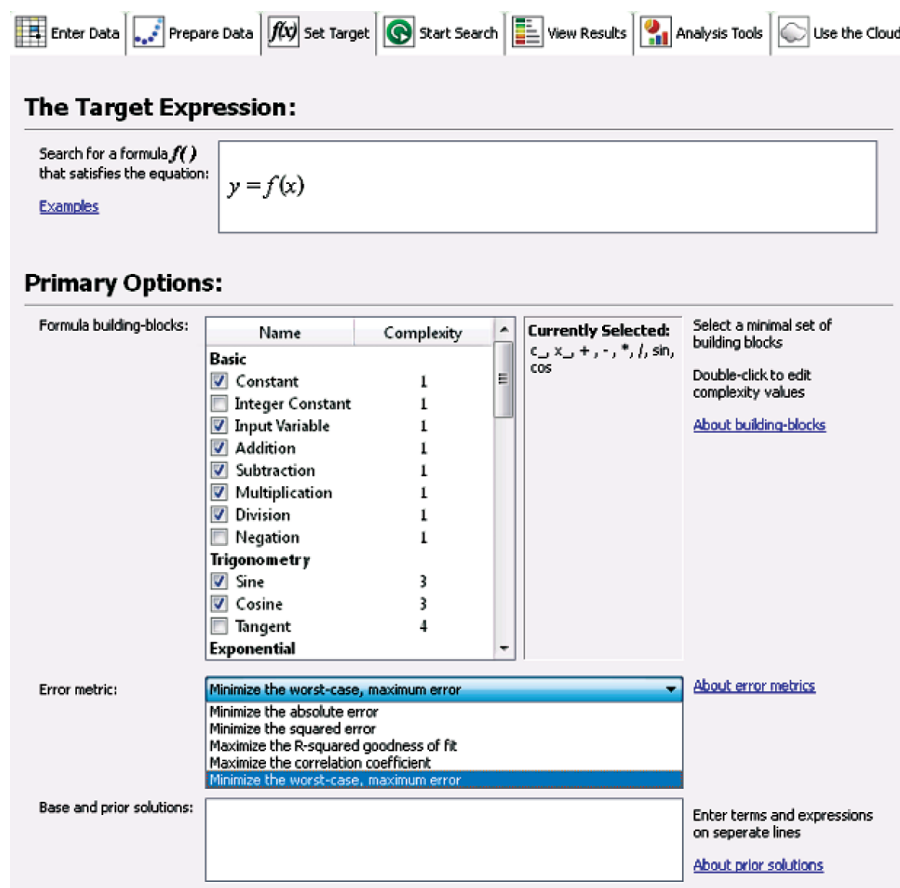 Enter Data Prepare Data f(x) Set Target Start Search View Results Analysis Tools Use the Cloud
The Target Expression:
Search for a formula f()
that satisfies the equation:
Examples
y = f(x)
Primary Options:
Formula building-blocks:
Name Complexity
Basic
Constant 1
Integer Constant 1
Input Variable 1
Addition 1
Subtraction 1
Multiplication 1
Division 1
Negation 1
Trigonometry
Sine 3
Cosine 3
Tangent 4
Exponential
Currently Selected:
c_, x_, + , - , *, /, sin,
cos
Select a minimal set of
building blocks
Double-click to edit
complexity values
About building-blocks
Error metric:
Minimize the worst-case, maximum error
Minimize the absolute error
Minimize the squared error
Maximize the R-squared goodness of fit
Maximize the correlation coefficient
Minimize the worst-case, maximum error
About error metrics
Base and prior solutions:
Enter terms and expressions
on seperate lines
About prior solutions